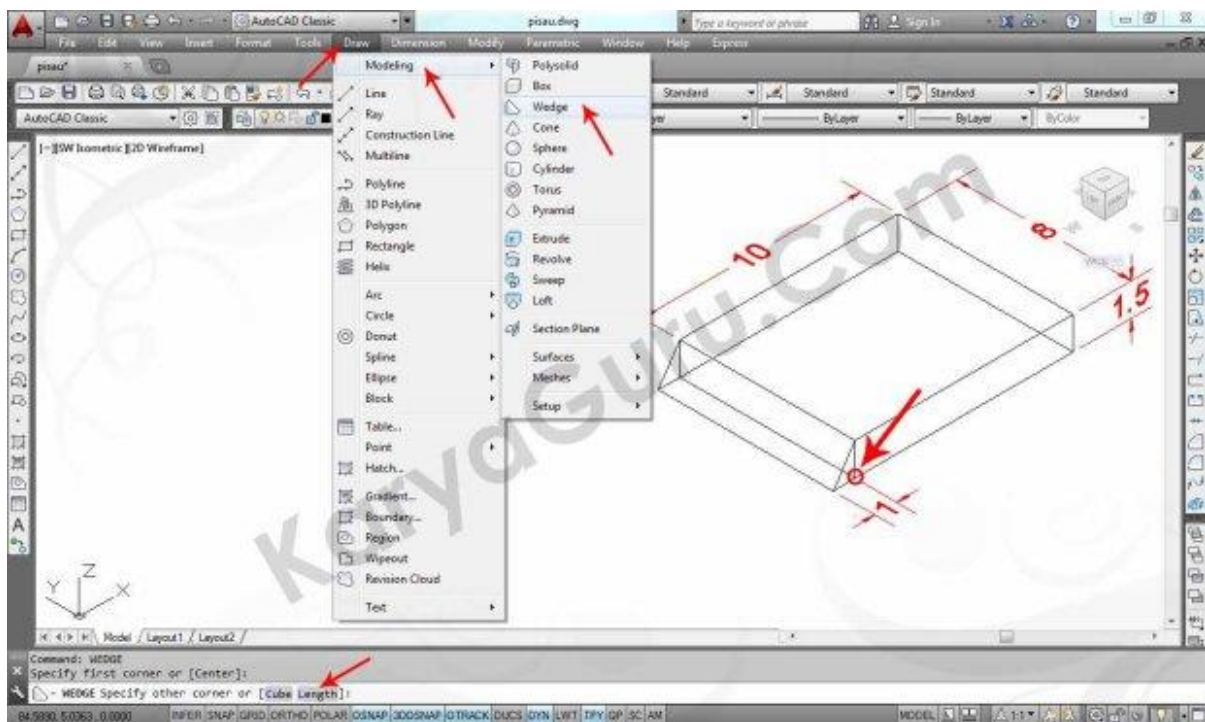 AutoCAD Classic
pisau.dwg
Type a keyword or phrase
Sign In
File Edit View Insert Format Tools Draw Dimension Modify Parametric Window Help Express
pisau*
Standard Standard Standard Standard
AutoCAD Classic
ByLayer ByLayer ByColor
[-][SW Isometric][2D Wireframe]
Modeling
Line
Ray
Construction Line
Multiline
Polyline
3D Polyline
Polygon
Rectangle
Helix
Arc
Circle
Donut
Spline
Ellipse
Block
Table...
Point
Hatch...
Gradient...
Boundary...
Region
Wipeout
Revision Cloud
Text
Polysolid
Box
Wedge
Cone
Sphere
Cylinder
Torus
Pyramid
Extrude
Revolve
Sweep
Loft
Section Plane
Surfaces
Meshes
Setup
10
8
1.5
1
KaryaGuru.Com
Z
Y X
Model / Layout1 / Layout2 /
Command: WEDGE
Specify first corner or [Center]:
WEDGE Specify other corner or [Cube Length]:
INFER SNAP GRID ORTHO POLAR OSNAP 3DOSNAP OTRACK DUCS DYN LWT TPY QP SC AM
MODEL 1:1